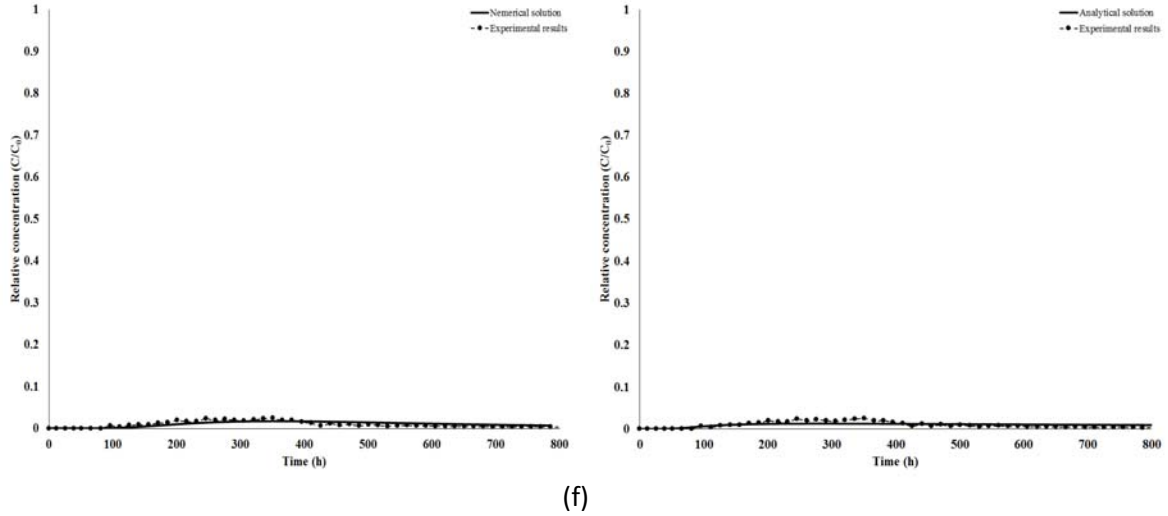 Nemerical solution
Experimental results
1
0.9
0.8
0.7
0.6
0.5
0.4
0.3
0.2
0.1
0
Relative concentration (C/C₀)
0 100 200 300 400 500 600 700 800
Time (h)
Analytical solution
Experimental results
1
0.9
0.8
0.7
0.6
0.5
0.4
0.3
0.2
0.1
0
Relative concentration (C/C₀)
0 100 200 300 400 500 600 700 800
Time (h)
(f)